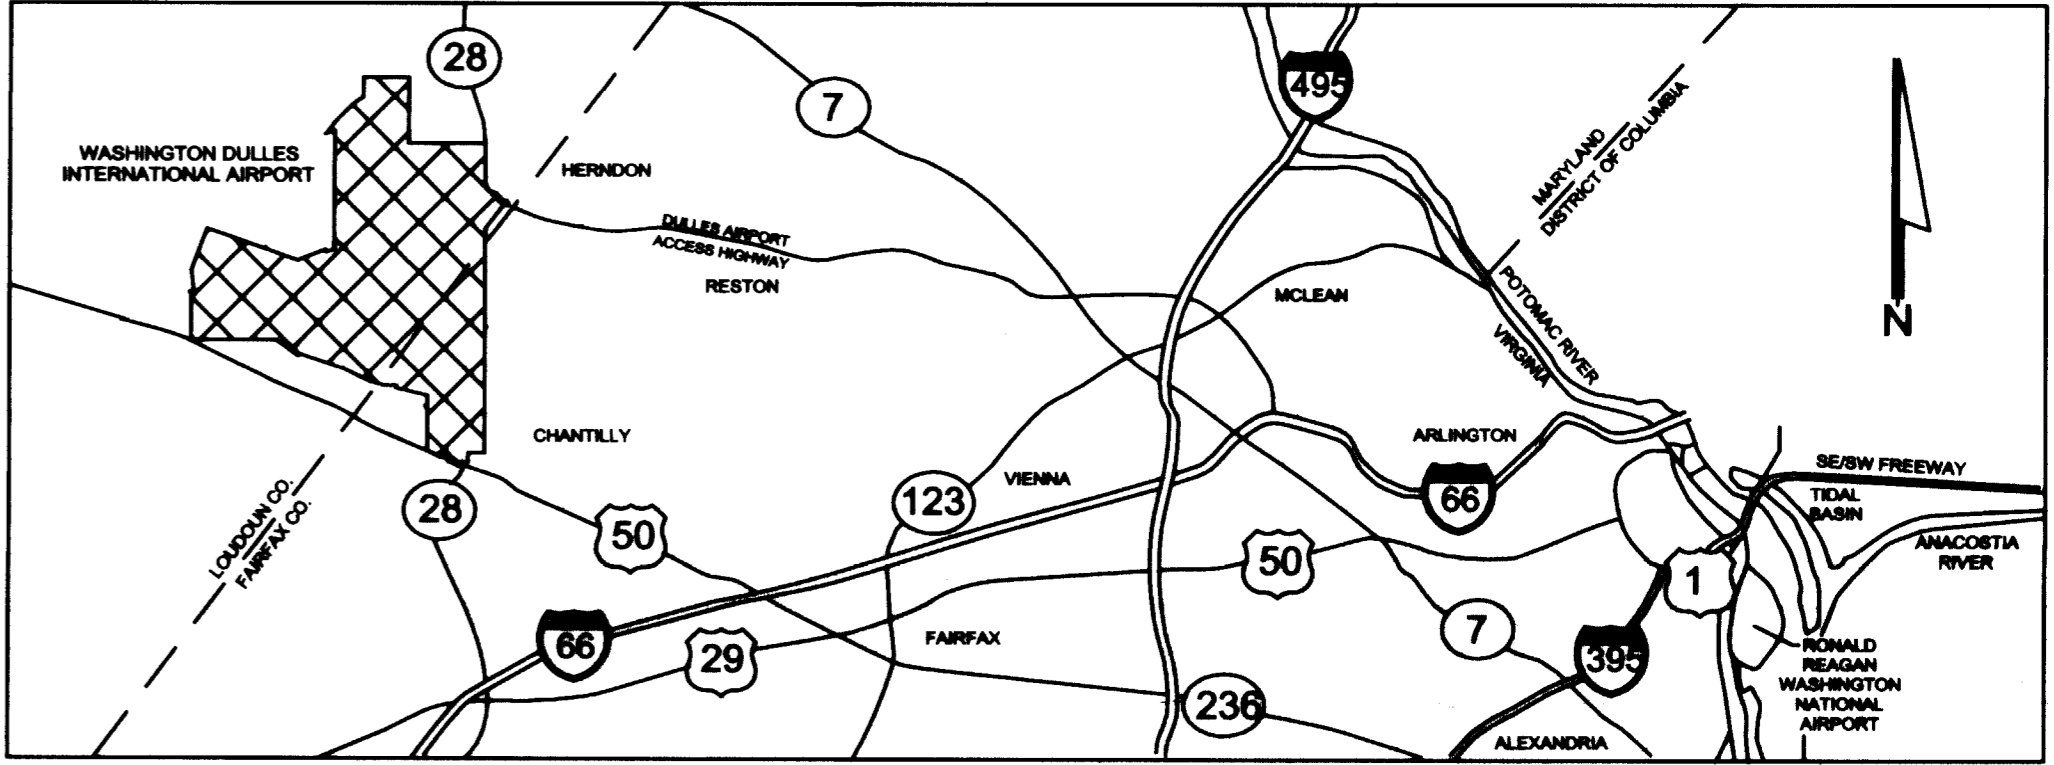 28
7
495
WASHINGTON DULLES
INTERNATIONAL AIRPORT
HERNDON
MARYLAND
DISTRICT OF COLUMBIA
DULLES AIRPORT
ACCESS HIGHWAY
RESTON
MCLEAN
POTOMAC RIVER
VIRGINIA
N
CHANTILLY
ARLINGTON
VIENNA
SE/SW FREEWAY
TIDAL
BASIN
LOUDOUN CO.
FAIRFAX CO.
28
123
66
50
50
ANACOSTIA
RIVER
1
66
29
FAIRFAX
7
395
RONALD
REAGAN
WASHINGTON
NATIONAL
AIRPORT
236
ALEXANDRIA